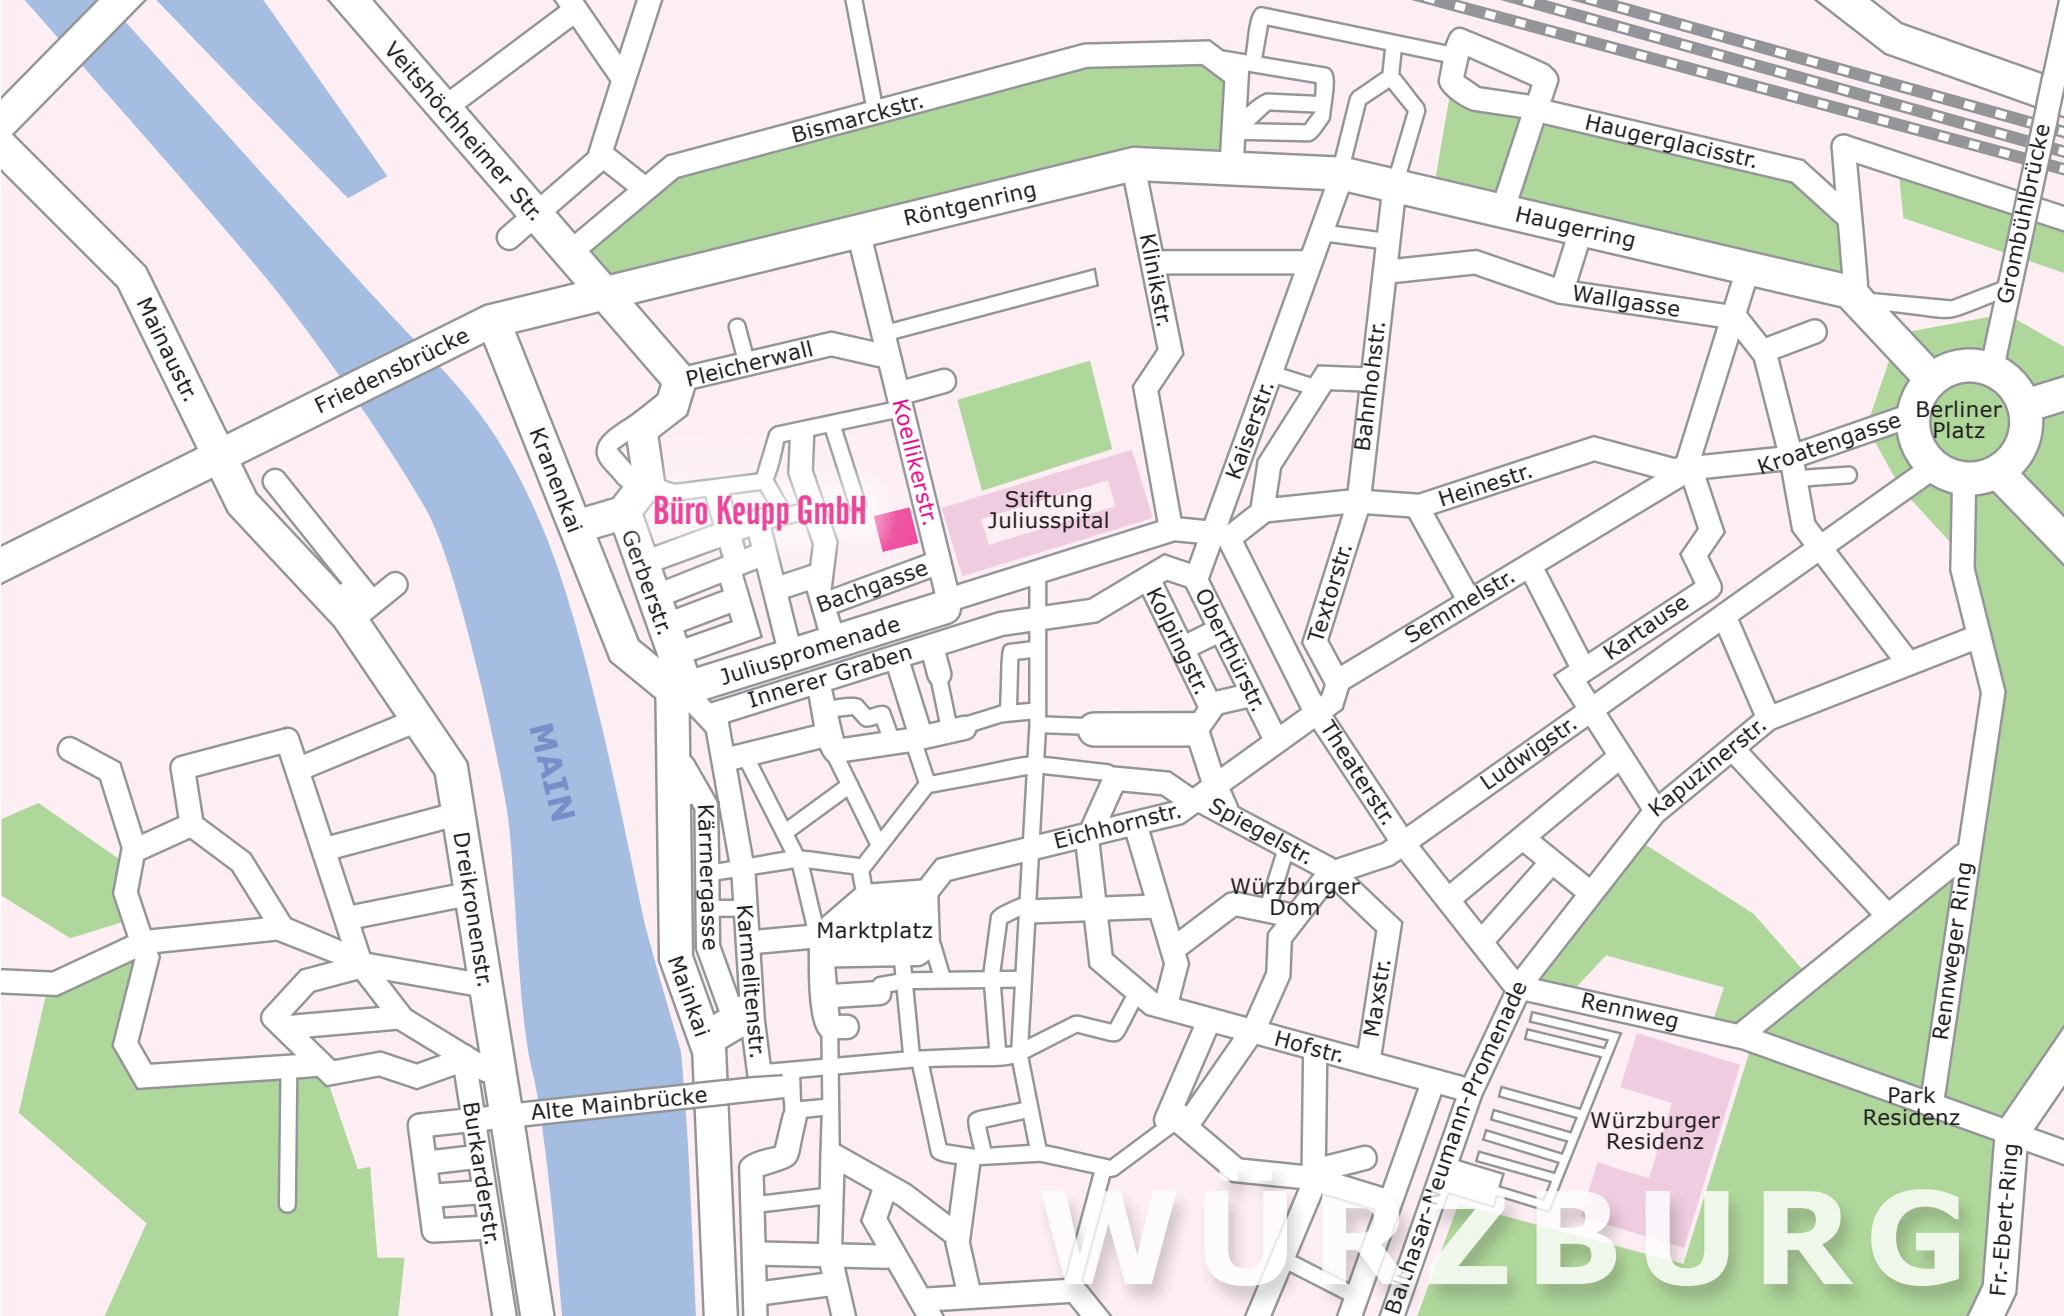 Veitshöchheimer Str.
Bismarckstr.
Haugerglacisstr.
Grombühlbrücke
Röntgenring
Haugerring
Klinikstr.
Wallgasse
Mainaustr.
Friedensbrücke
Pleicherwall
Kaiserstr.
Bahnhofstr.
Berliner
Platz
Kroatengasse
Koellikerstr.
Kranenkai
Heinestr.
Büro Keupp GmbH
Stiftung
Juliusspital
Gerberstr.
Bachgasse
Textorstr.
Semmelstr.
Kolpingstr.
Oberthürstr.
Kartause
Juliuspromenade
Innerer Graben
MAIN
Theaterstr.
Ludwigstr.
Kapuzinerstr.
Kärrnergasse
Eichhornstr.
Spiegelstr.
Dreikronenstr.
Würzburger
Dom
Marktplatz
Karmelitenstr.
Rennweger Ring
Mainkai
Maxstr.
Rennweg
Hofstr.
Balthasar-Neumann-Promenade
Alte Mainbrücke
Park
Residenz
Würzburger
Residenz
Burkarderstr.
Fr.-Ebert-Ring
WÜRZBURG